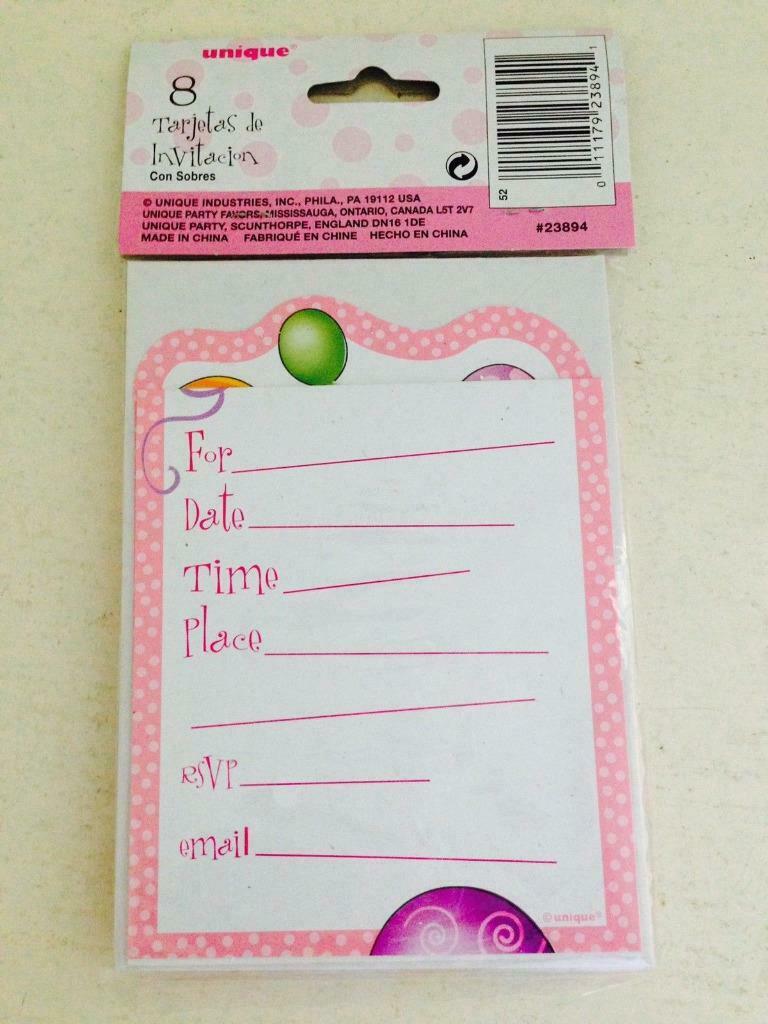 unique®
8
Tarjetas de
Invitacion
Con Sobres
52
0 11179 23894 1
© UNIQUE INDUSTRIES, INC., PHILA., PA 19112 USA
UNIQUE PARTY FAVORS, MISSISSAUGA, ONTARIO, CANADA L5T 2V7
UNIQUE PARTY, SCUNTHORPE, ENGLAND DN16 1DE
MADE IN CHINA FABRIQUÉ EN CHINE HECHO EN CHINA
#23894
For
Date
Time
Place
RSVP
email
© unique®